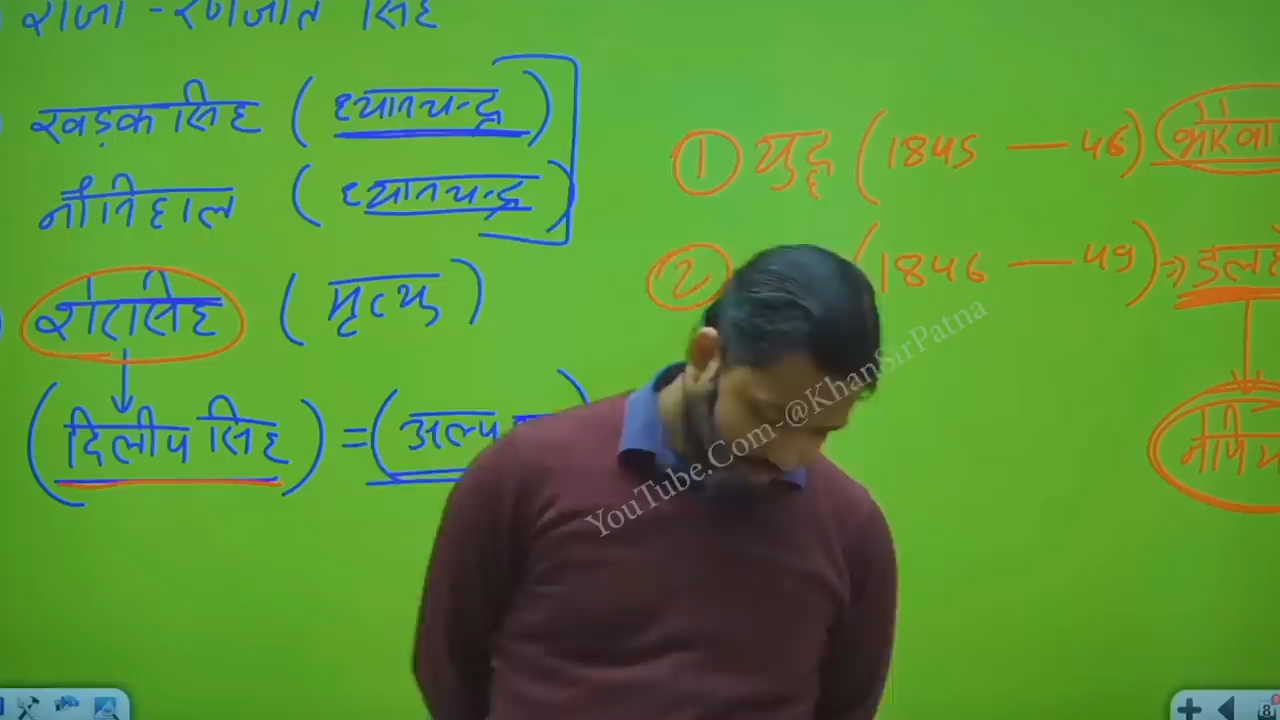 राजा - रणजीत सिंह
खड़क सिंह (ध्यानचन्द्र)
नौनिहाल (ध्यानचन्द्र)
शेरसिंह (मृत्यु)
(दिलीप सिंह) = (अल्प
① युद्ध (1845 — 46)
② (1846 — 49) →
YouTube.Com-@KhanSirPatna